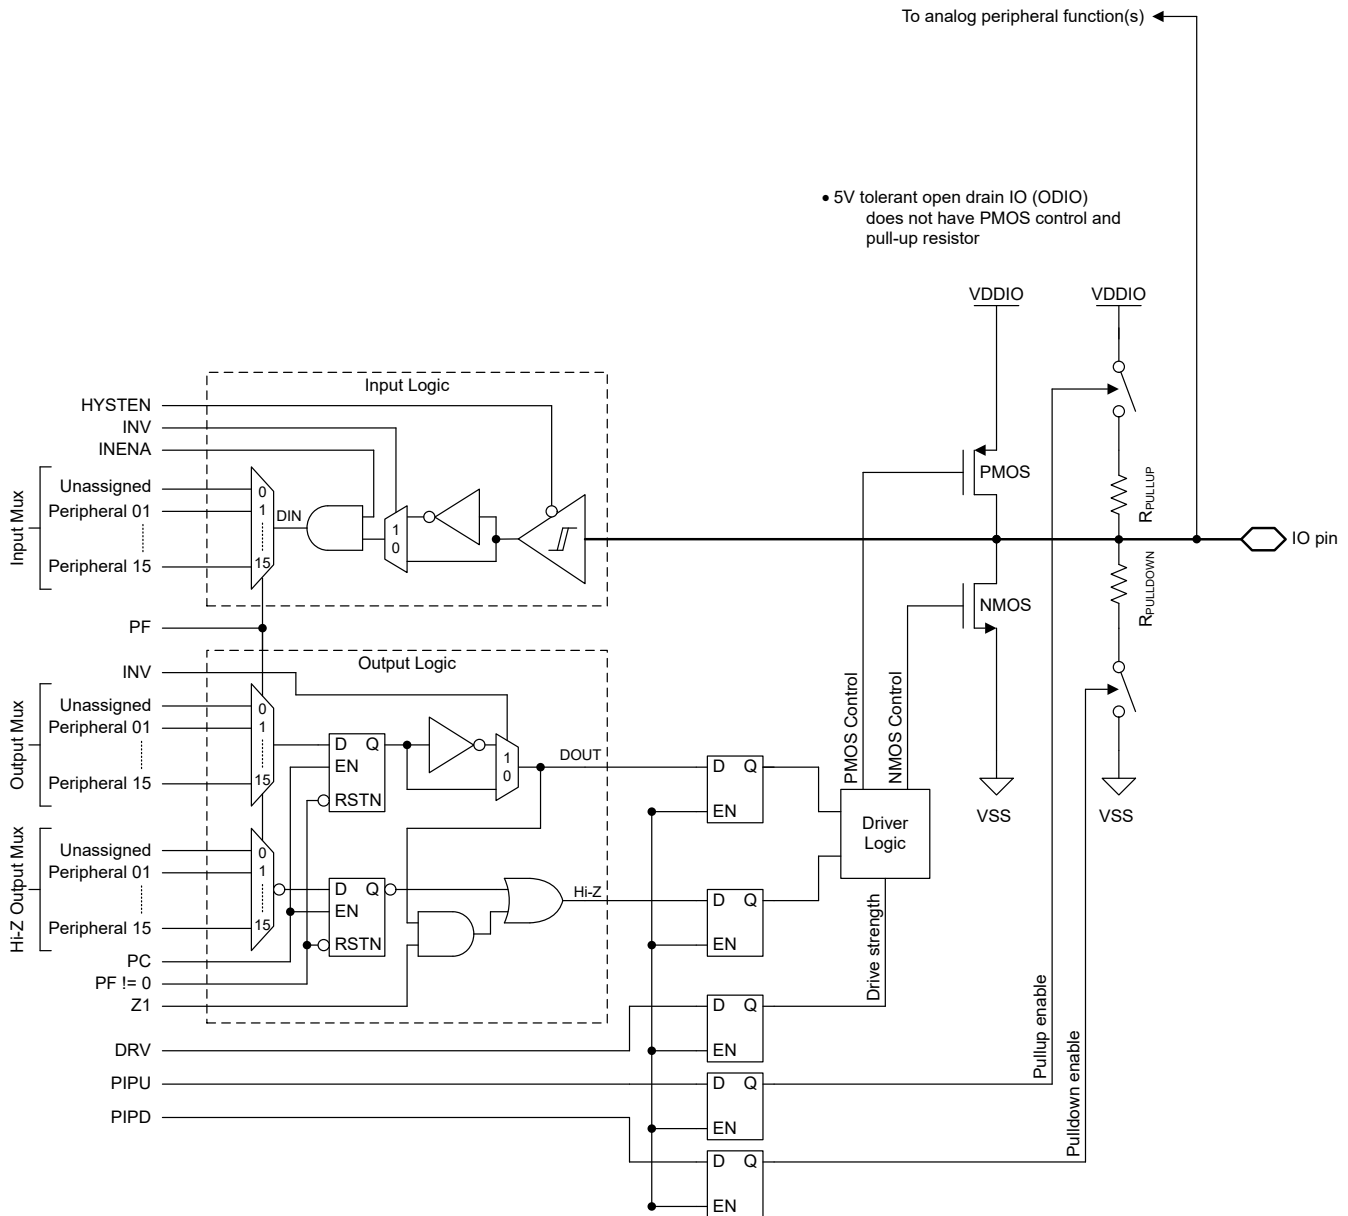 To analog peripheral function(s)
• 5V tolerant open drain IO (ODIO)
does not have PMOS control and
pull-up resistor
VDDIO
VDDIO
Input Logic
HYSTEN
INV
INENA
Input Mux
Unassigned
Peripheral 01
Peripheral 15
0
1
15
DIN
1
0
PMOS
RPULLUP
IO pin
RPULLDOWN
NMOS
PF
Output Logic
INV
Output Mux
Unassigned
Peripheral 01
Peripheral 15
0
1
15
D Q
EN
RSTN
1
0
DOUT
D Q
EN
PMOS Control
NMOS Control
Driver
Logic
VSS
VSS
Hi-Z Output Mux
Unassigned
Peripheral 01
Peripheral 15
0
1
15
D Q
EN
RSTN
Hi-Z
D Q
EN
Drive strength
PC
PF != 0
Z1
DRV
D Q
EN
Pullup enable
PIPU
D Q
EN
Pulldown enable
PIPD
D Q
EN